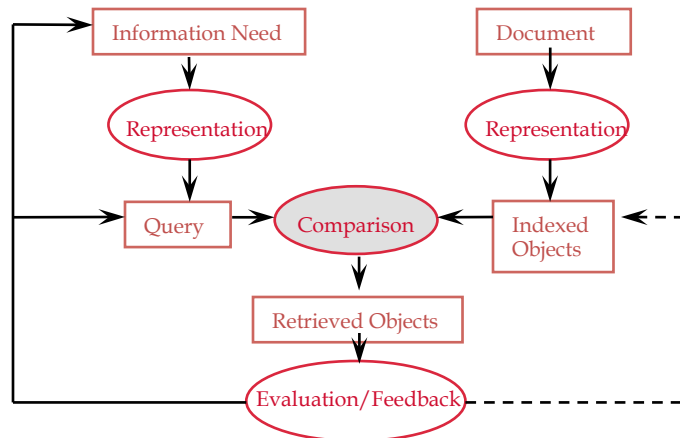 Information Need
Document
Representation
Representation
Query
Comparison
Indexed
Objects
Retrieved Objects
Evaluation/Feedback